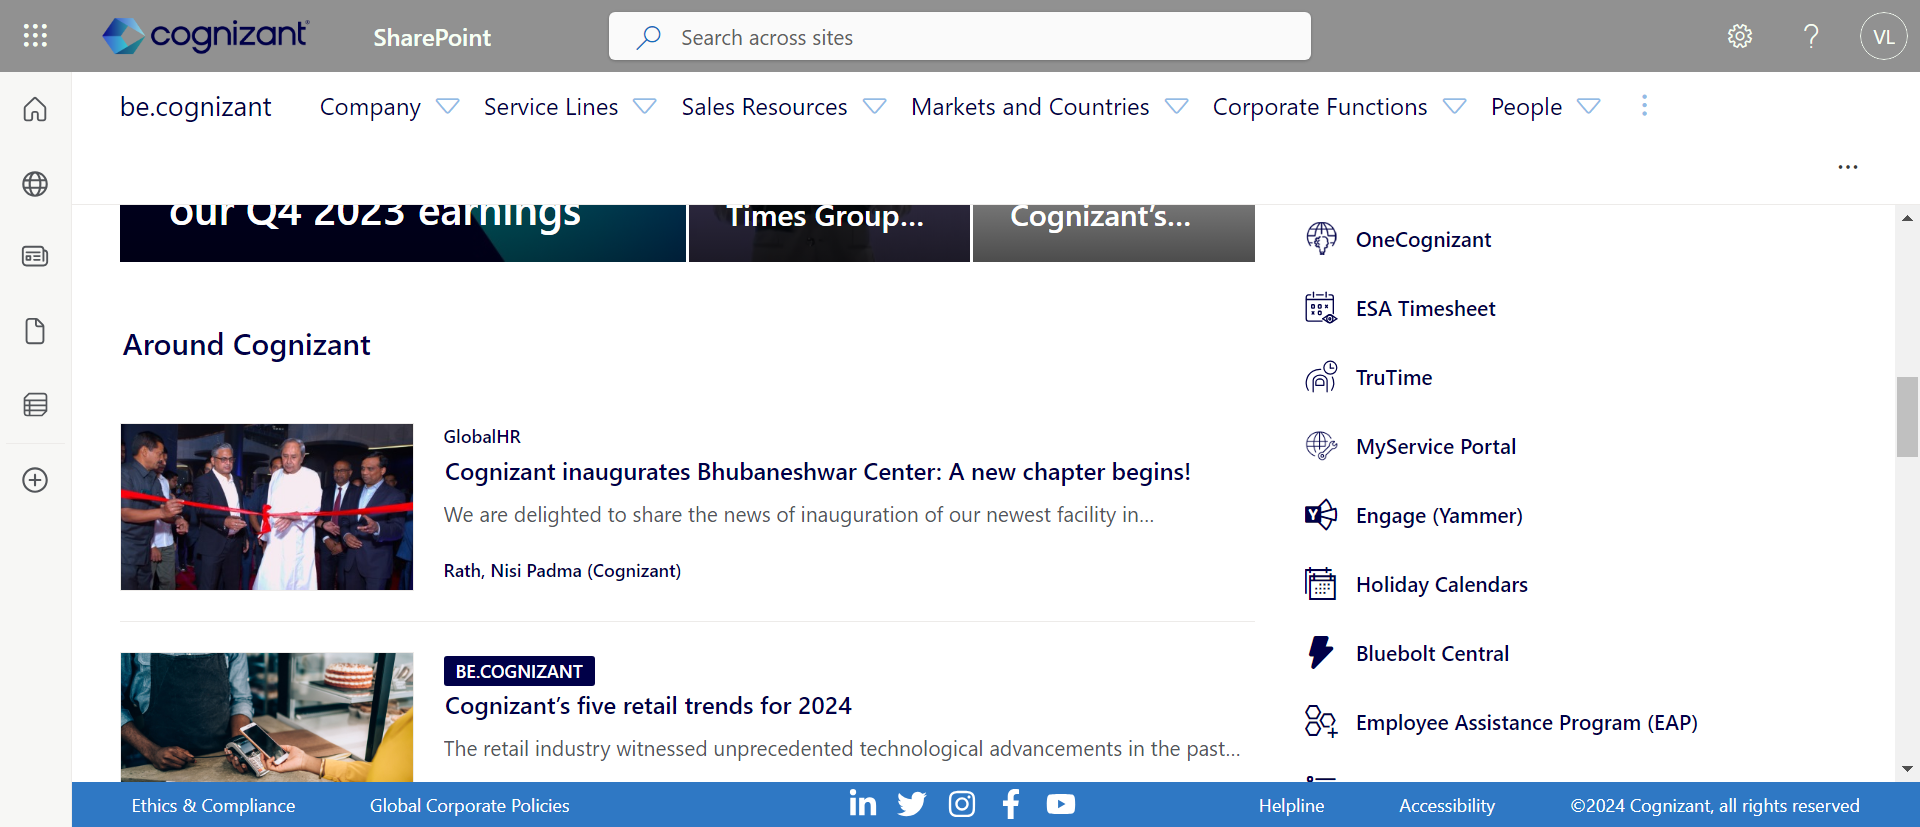 cognizant
SharePoint
Search across sites
VL
be.cognizant
Company
Service Lines
Sales Resources
Markets and Countries
Corporate Functions
People
our Q4 2023 earnings
Times Group...
Cognizant's...
Around Cognizant
GlobalHR
Cognizant inaugurates Bhubaneshwar Center: A new chapter begins!
We are delighted to share the news of inauguration of our newest facility in...
Rath, Nisi Padma (Cognizant)
BE.COGNIZANT
Cognizant's five retail trends for 2024
The retail industry witnessed unprecedented technological advancements in the past...
OneCognizant
ESA Timesheet
TruTime
MyService Portal
Engage (Yammer)
Holiday Calendars
Bluebolt Central
Employee Assistance Program (EAP)
Ethics & Compliance
Global Corporate Policies
Helpline
Accessibility
©2024 Cognizant, all rights reserved